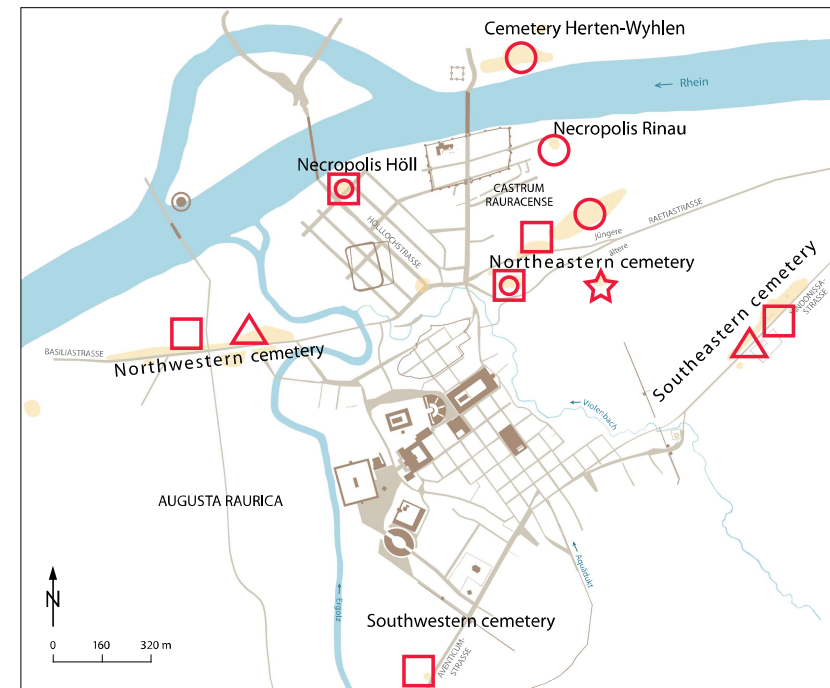 Cemetery Herten-Wyhlen
Rhein
Necropolis Rinau
Necropolis Höll
CASTRUM
RAURACENSE
HÖLLLOCHSTRASSE
RAETIASTRASSE
jüngere
ältere
Northeastern cemetery
Southeastern cemetery
VINDONISSA-
STRASSE
BASILIASTRASSE
Northwestern cemetery
Violenbach
AUGUSTA RAURICA
Aquädukt
Ergolz
N
0 160 320 m
Southwestern cemetery
AVENTICUM-
STRASSE